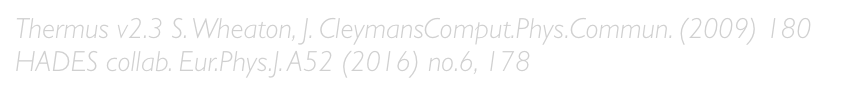 Thermus v2.3 S. Wheaton, J. CleymansComput.Phys.Commun. (2009) 180
HADES collab. Eur.Phys.J. A52 (2016) no.6, 178